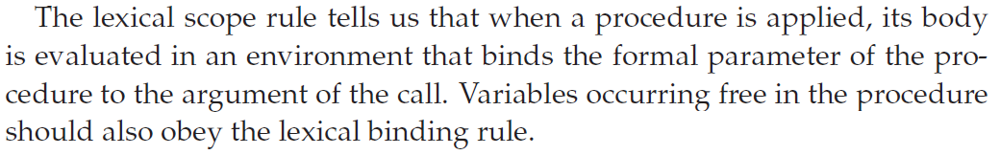 The lexical scope rule tells us that when a procedure is applied, its body
is evaluated in an environment that binds the formal parameter of the pro-
cedure to the argument of the call. Variables occurring free in the procedure
should also obey the lexical binding rule.